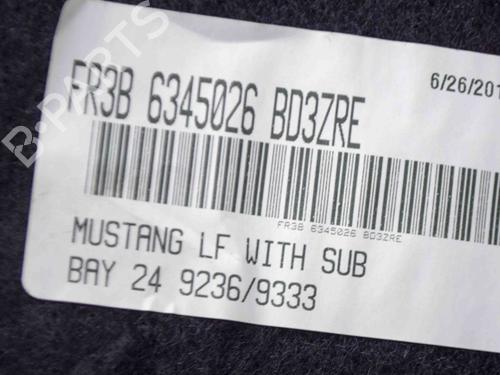 B-PARTS
FR3B 6345026 BD3ZRE
6/26/201
FR3B 6345026 BD3ZRE
MUSTANG LF WITH SUB
BAY 24 9236/9333